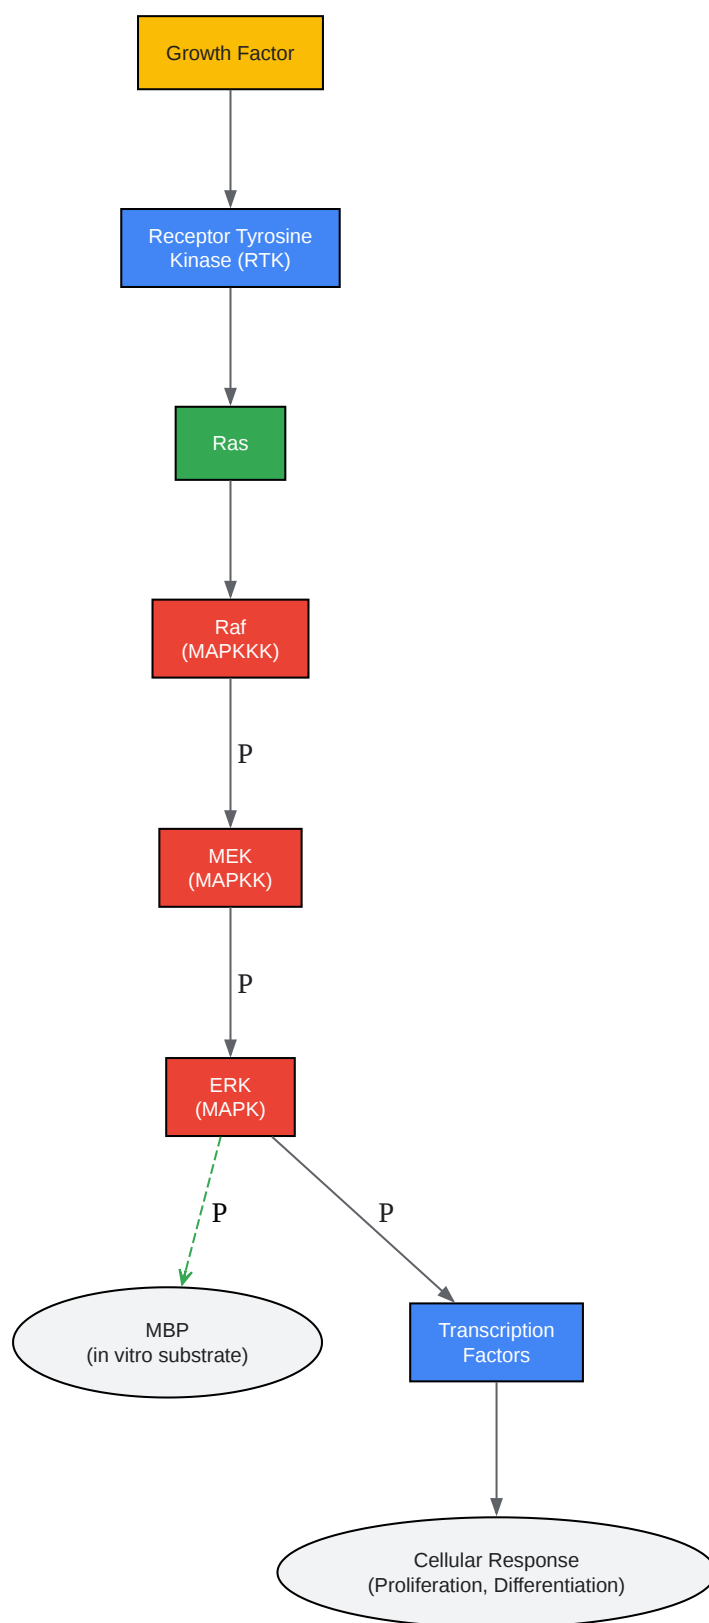 Growth Factor
Receptor Tyrosine
Kinase (RTK)
Ras
Raf
(MAPKKK)
P
MEK
(MAPKK)
P
ERK
(MAPK)
P
P
MBP
(in vitro substrate)
Transcription
Factors
Cellular Response
(Proliferation, Differentiation)